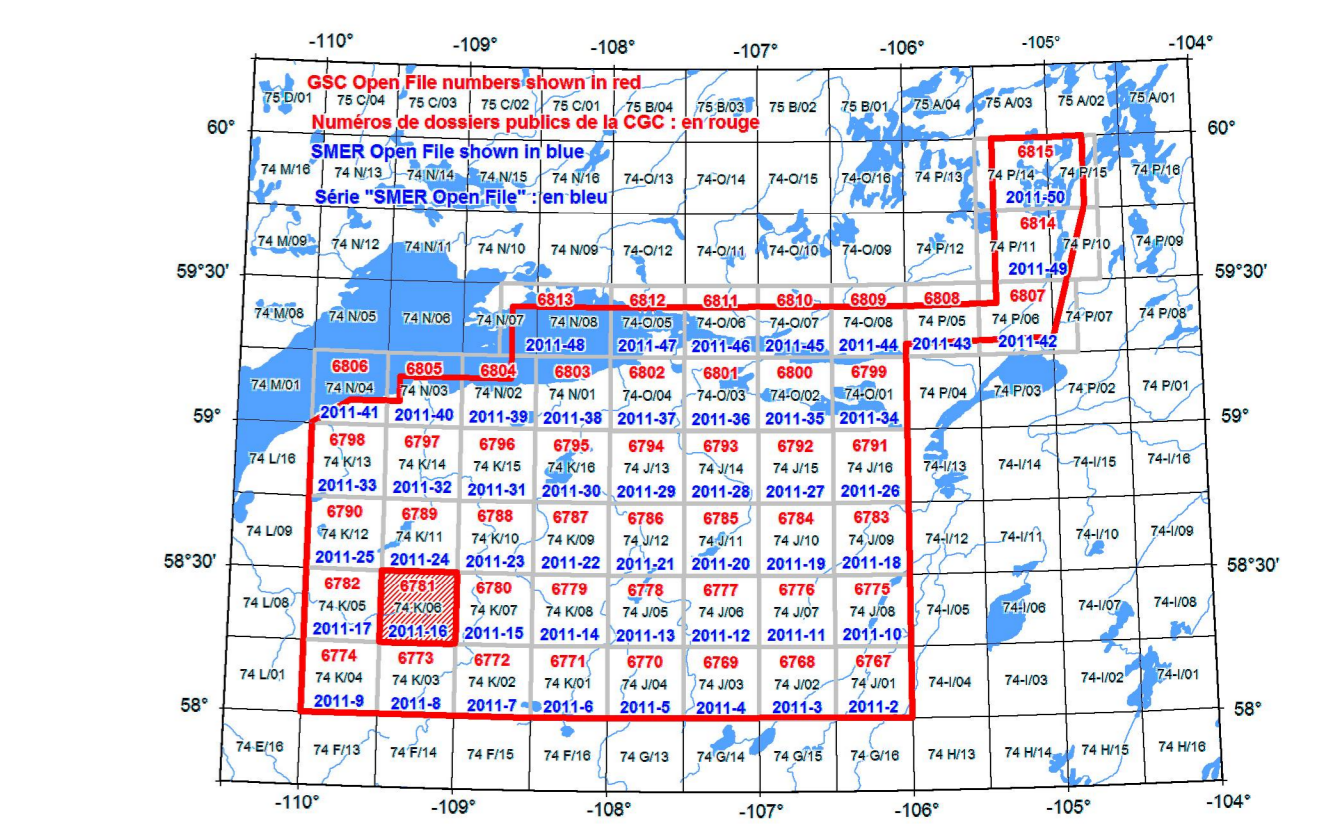 -110° -109° -108° -107° -106° -105° -104°
GSC Open File numbers shown in red
75 D/01 75 C/04 75 C/03 75 C/02 75 C/01 75 B/04 75 B/03 75 B/02 75 B/01 75 A/04 75 A/03 75 A/02 75 A/01
Numéros de dossiers publics de la CGC : en rouge
60° 60°
SMER Open File shown in blue
6815
74 M/16 74 N/13 74 N/14 74 N/15 74 N/16 74-O/13 74-O/14 74-O/15 74-O/16 74 P/13 74 P/14 74 P/15 74 P/16
Série "SMER Open File" : en bleu
2011-50
6814
74 M/09 74 N/12 74 N/11 74 N/10 74 N/09 74-O/12 74-O/11 74-O/10 74-O/09 74 P/12 74 P/11 74 P/10 74 P/09
59°30' 2011-49 59°30'
6813 6812 6811 6810 6809 6808 6807
74 M/08 74 N/05 74 N/06 74 N/07 74 N/08 74-O/05 74-O/06 74-O/07 74-O/08 74 P/05 74 P/06 74 P/07 74 P/08
2011-48 2011-47 2011-46 2011-45 2011-44 2011-43 2011-42
6806 6805 6804 6803 6802 6801 6800 6799
74 M/01 74 N/04 74 N/03 74 N/02 74 N/01 74-O/04 74-O/03 74-O/02 74-O/01 74 P/04 74 P/03 74 P/02 74 P/01
59° 2011-41 2011-40 2011-39 2011-38 2011-37 2011-36 2011-35 2011-34 59°
6798 6797 6796 6795 6794 6793 6792 6791
74 L/16 74 K/13 74 K/14 74 K/15 74 K/16 74 J/13 74 J/14 74 J/15 74 J/16 74-I/13 74-I/14 74-I/15 74-I/16
2011-33 2011-32 2011-31 2011-30 2011-29 2011-28 2011-27 2011-26
6790 6789 6788 6787 6786 6785 6784 6783
74 L/09 74 K/12 74 K/11 74 K/10 74 K/09 74 J/12 74 J/11 74 J/10 74 J/09 74-I/12 74-I/11 74-I/10 74-I/09
58°30' 2011-25 2011-24 2011-23 2011-22 2011-21 2011-20 2011-19 2011-18 58°30'
6782 6781 6780 6779 6778 6777 6776 6775
74 L/08 74 K/05 74 K/06 74 K/07 74 K/08 74 J/05 74 J/06 74 J/07 74 J/08 74-I/05 74-I/06 74-I/07 74-I/08
2011-17 2011-16 2011-15 2011-14 2011-13 2011-12 2011-11 2011-10
6774 6773 6772 6771 6770 6769 6768 6767
74 L/01 74 K/04 74 K/03 74 K/02 74 K/01 74 J/04 74 J/03 74 J/02 74 J/01 74-I/04 74-I/03 74-I/02 74-I/01
58° 2011-9 2011-8 2011-7 2011-6 2011-5 2011-4 2011-3 2011-2 58°
74 E/16 74 F/13 74 F/14 74 F/15 74 F/16 74 G/13 74 G/14 74 G/15 74 G/16 74 H/13 74 H/14 74 H/15 74 H/16
-110° -109° -108° -107° -106° -105° -104°